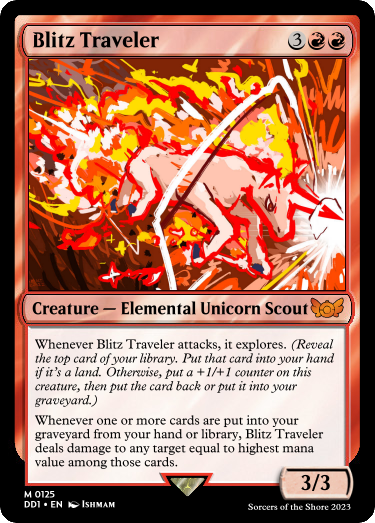 Blitz Traveler 3
Creature — Elemental Unicorn Scout
Whenever Blitz Traveler attacks, it explores. (Reveal
the top card of your library. Put that card into your hand
if it's a land. Otherwise, put a +1/+1 counter on
this creature, then put the card back or put it into your
graveyard.)
Whenever one or more cards are put into your
graveyard from your hand or library, Blitz Traveler
deals damage to any target equal to highest mana
value among those cards.
3/3
M 0125
DD1 • EN Ishmam
Sorcers of the Shore 2023